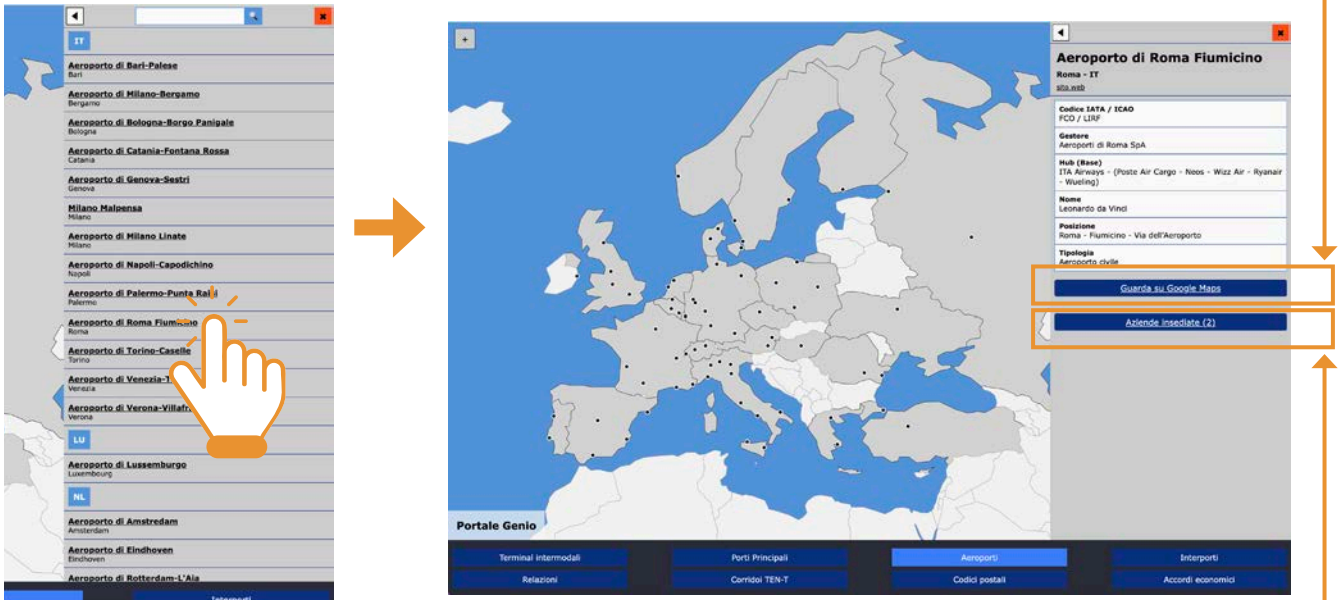 IT
Aeroporto di Bari-Palese
Bari
Aeroporto di Milano-Bergamo
Bergamo
Aeroporto di Bologna-Borgo Panigale
Bologna
Aeroporto di Catania-Fontana Rossa
Catania
Aeroporto di Genova-Sestri
Genova
Milano Malpensa
Milano
Aeroporto di Milano Linate
Milano
Aeroporto di Napoli-Capodichino
Napoli
Aeroporto di Palermo-Punta Raisi
Palermo
Aeroporto di Roma Fiumicino
Roma
Aeroporto di Torino-Caselle
Torino
Aeroporto di Venezia-T
Venezia
Aeroporto di Verona-Villafr
Verona
LU
Aeroporto di Lussemburgo
Luxembourg
NL
Aeroporto di Amstredam
Amsterdam
Aeroporto di Eindhoven
Eindhoven
Aeroporto di Rotterdam-L'Aia
Interporti
+
Portale Genio
Aeroporto di Roma Fiumicino
Roma - IT
sito web
Codice IATA / ICAO
FCO / LIRF
Gestore
Aeroporti di Roma SpA
Hub (Base)
ITA Airways - (Poste Air Cargo - Neos - Wizz Air - Ryanair
- Wueling)
Nome
Leonardo da Vinci
Posizione
Roma - Fiumicino - Via dell'Aeroporto
Tipologia
Aeroporto civile
Guarda su Google Maps
Aziende insediate (2)
Terminal intermodali
Porti Principali
Aeroporti
Interporti
Relazioni
Corridoi TEN-T
Codici postali
Accordi economici